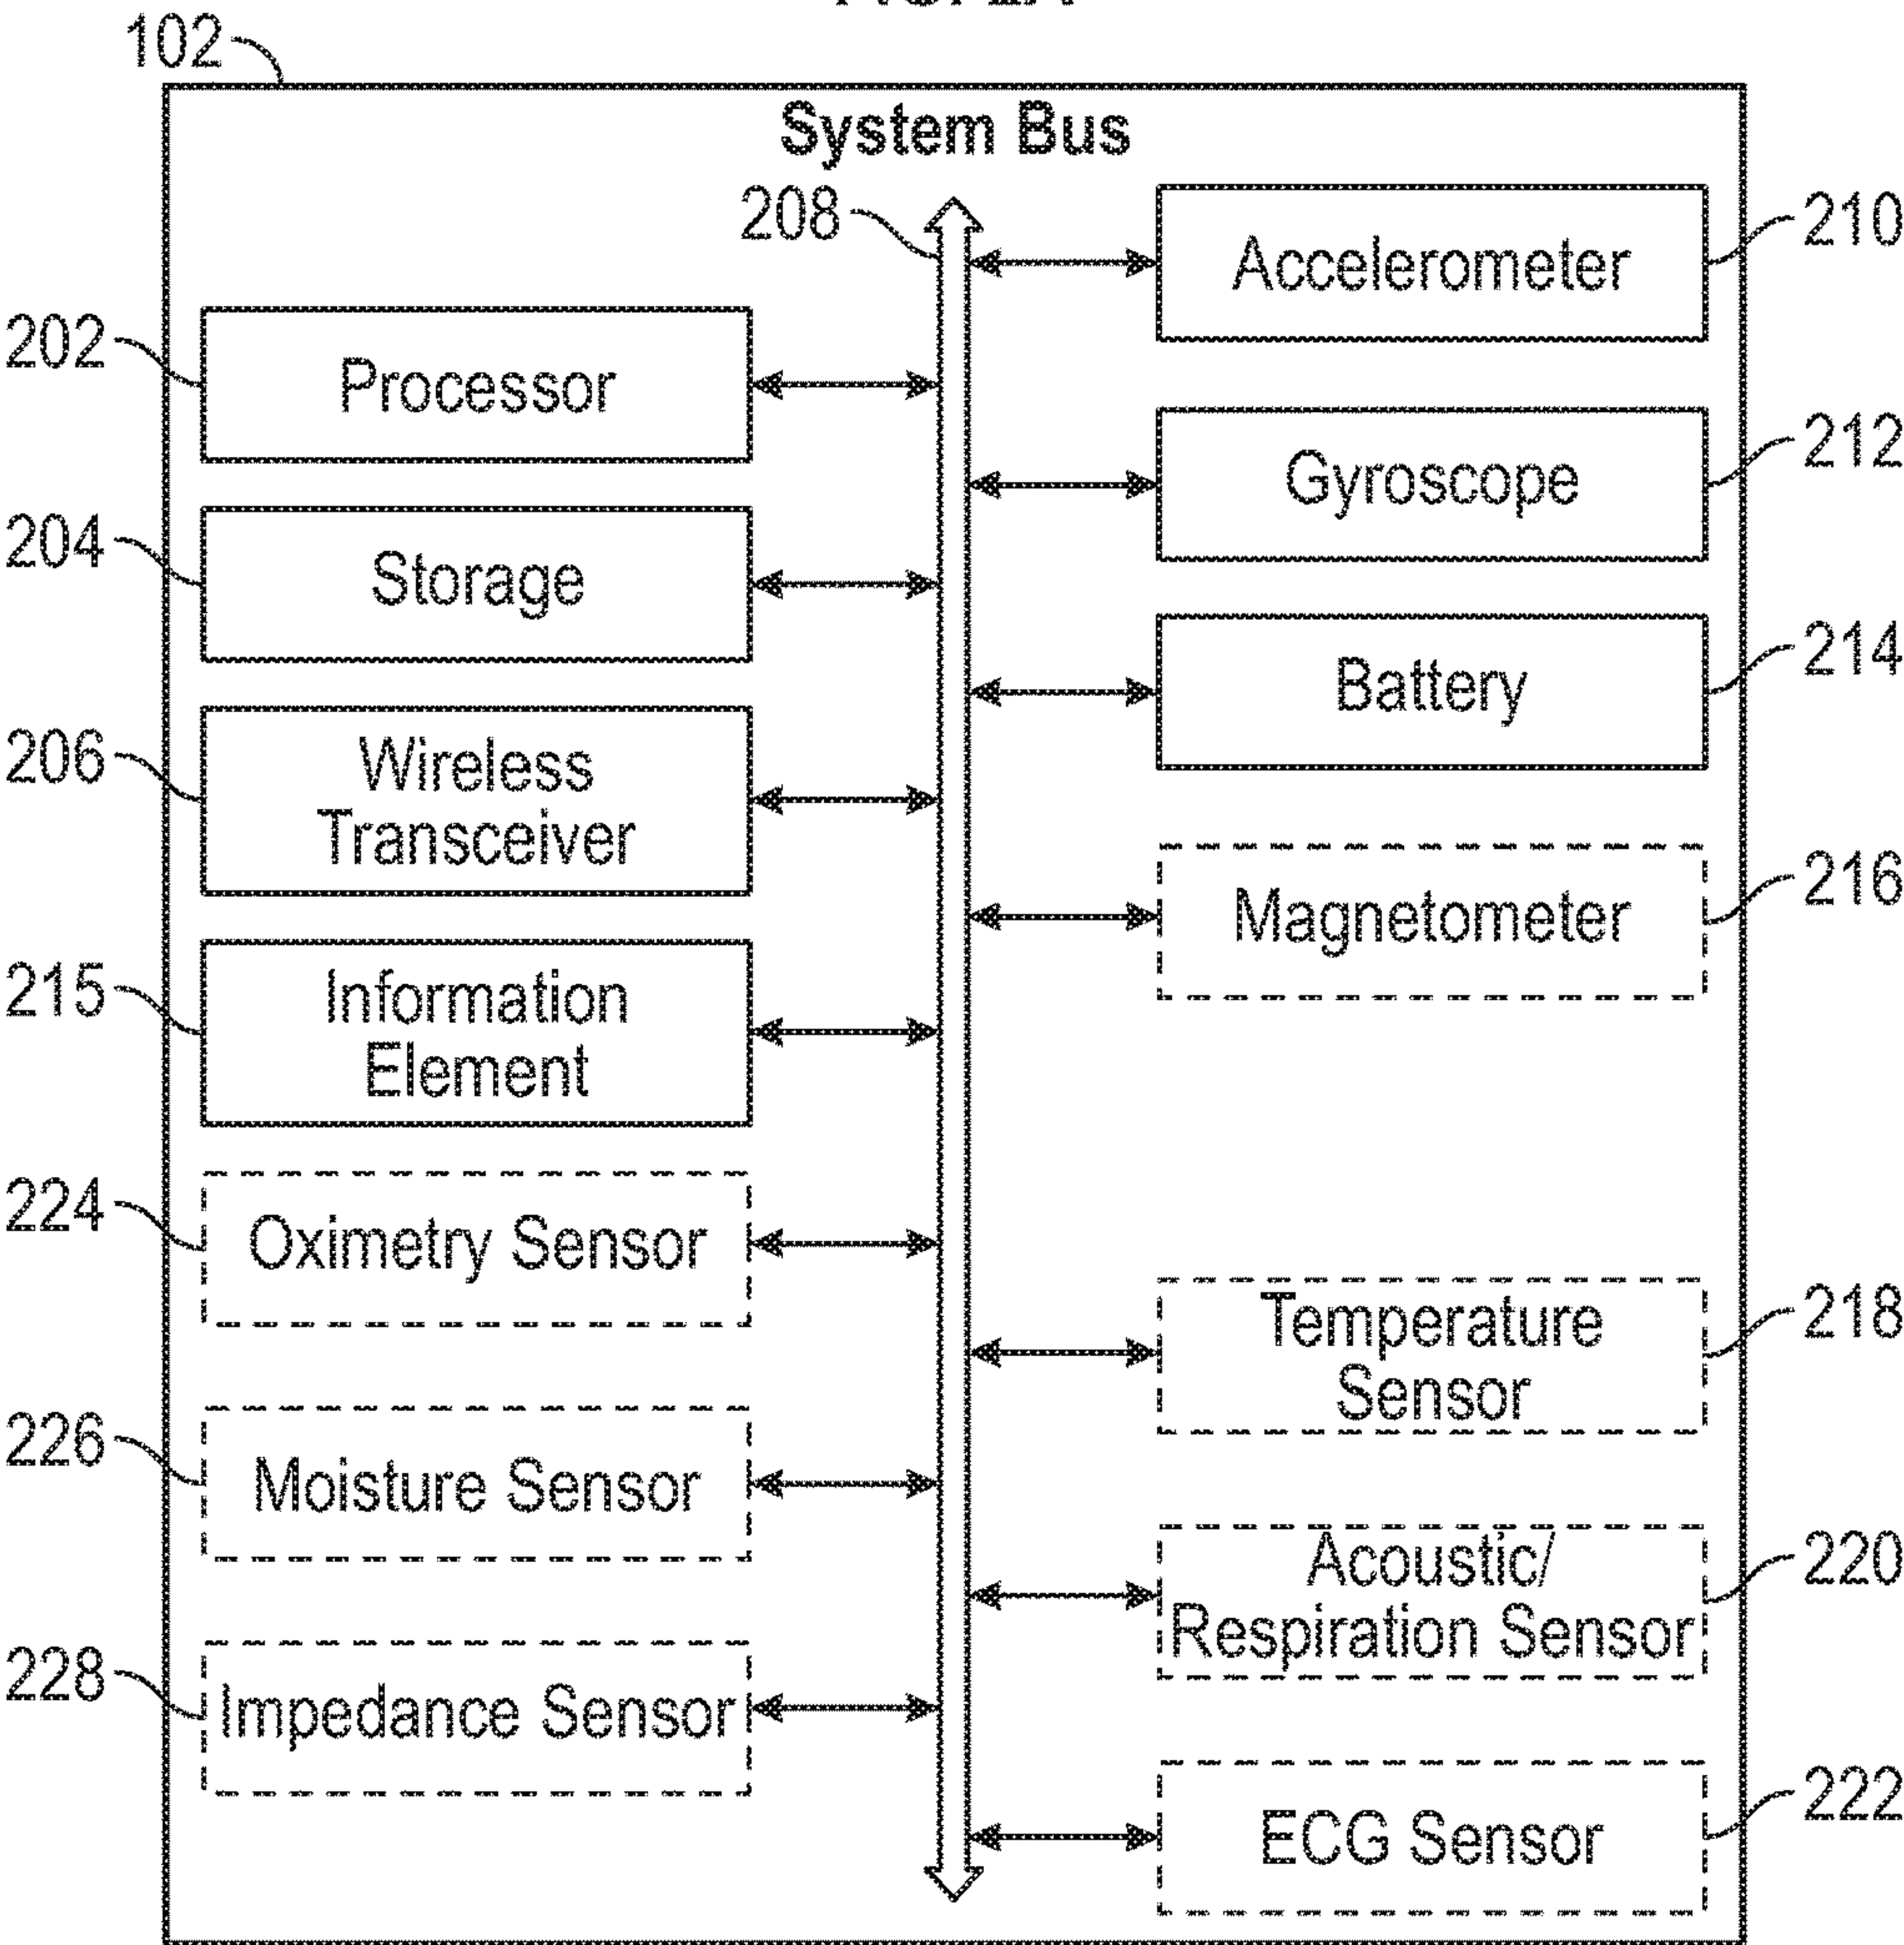 102
System Bus
208
210
Accelerometer
202
Processor
212
Gyroscope
204
Storage
214
Battery
206
Wireless
Transceiver
216
Magnetometer
215
Information
Element
224
Oximetry Sensor
218
Temperature
Sensor
226
Moisture Sensor
220
Acoustic/
Respiration Sensor
228
Impedance Sensor
222
ECG Sensor